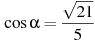 cos α = √21 / 5